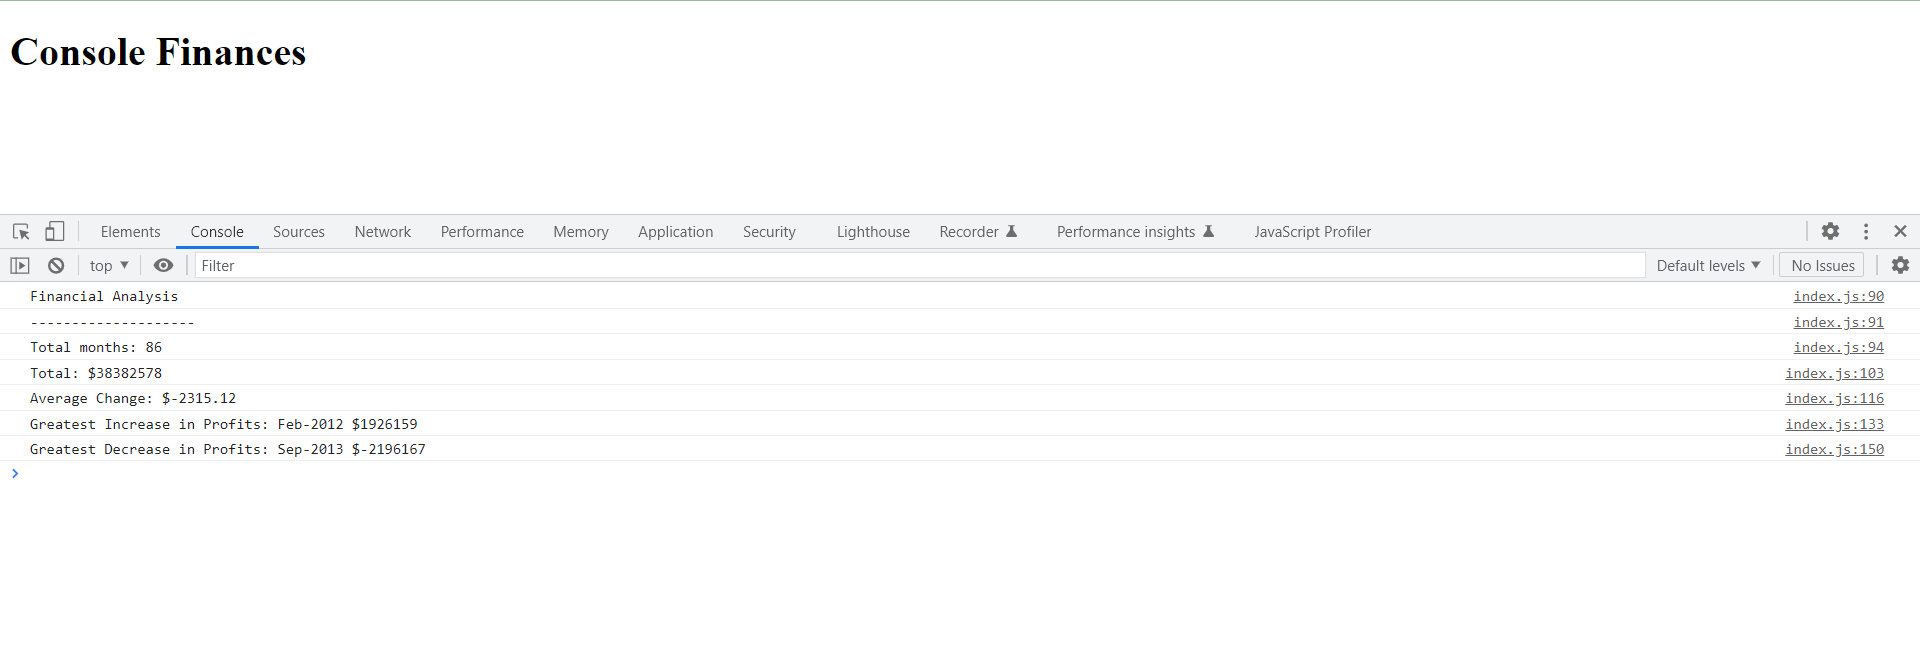 Console Finances
Elements Console Sources Network Performance Memory Application Security Lighthouse Recorder Performance insights JavaScript Profiler
top Filter Default levels No Issues
Financial Analysis index.js:90
-------------------- index.js:91
Total months: 86 index.js:94
Total: $38382578 index.js:103
Average Change: $-2315.12 index.js:116
Greatest Increase in Profits: Feb-2012 $1926159 index.js:133
Greatest Decrease in Profits: Sep-2013 $-2196167 index.js:150